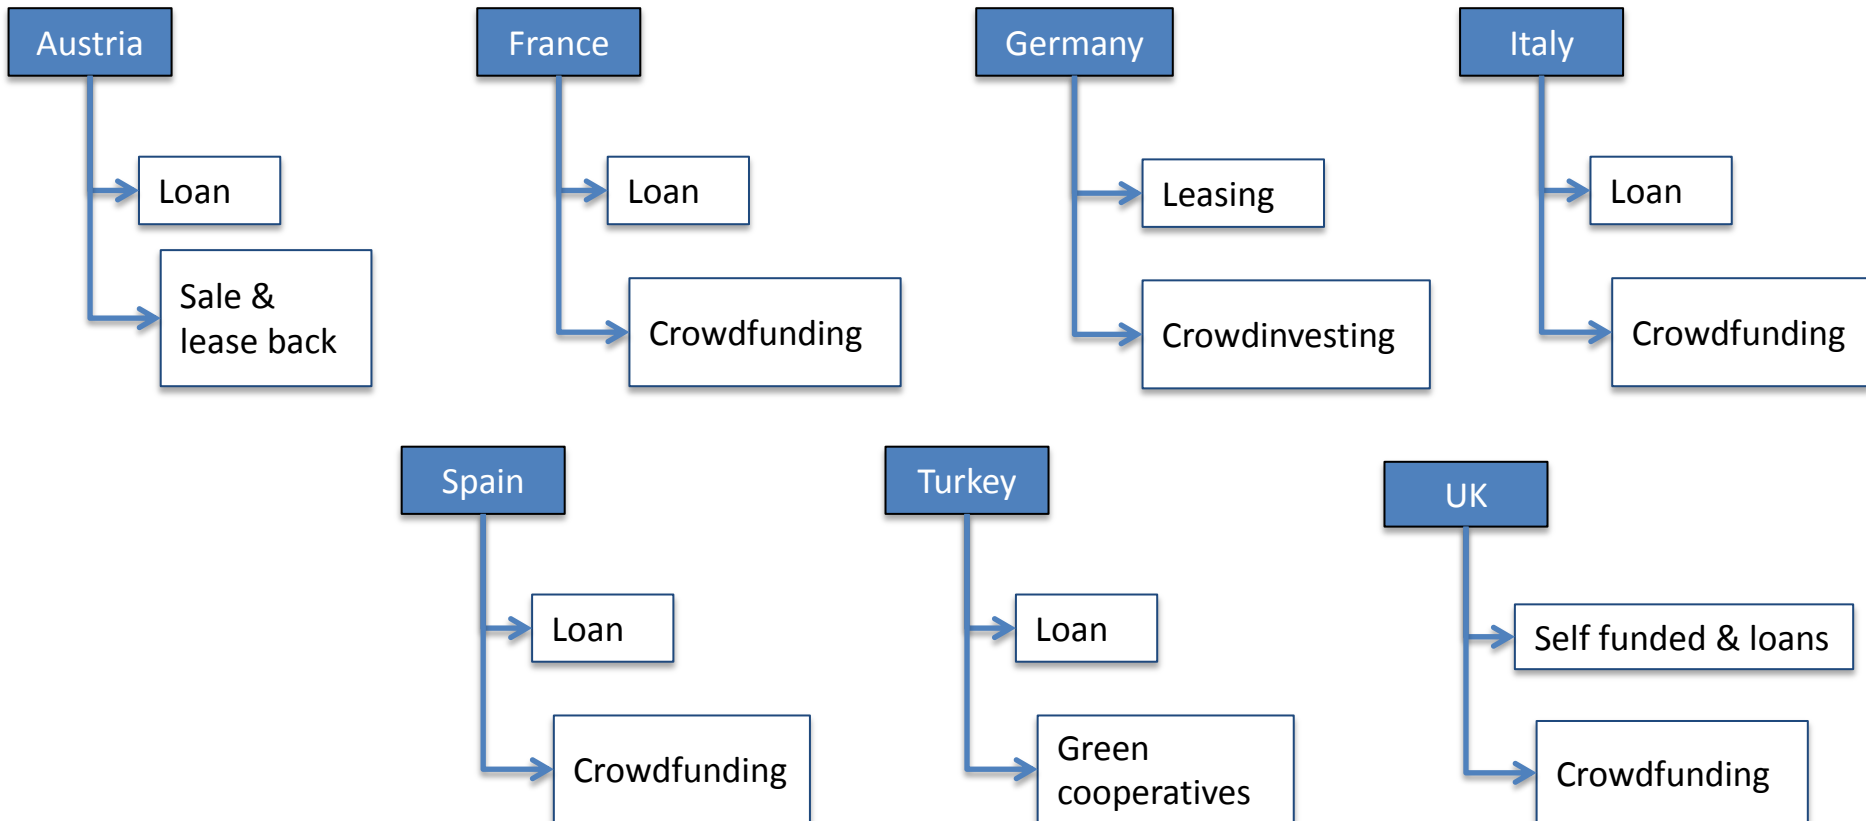 Austria
Loan
Sale &
lease back
France
Loan
Crowdfunding
Germany
Leasing
Crowdinvesting
Italy
Loan
Crowdfunding
Spain
Loan
Crowdfunding
Turkey
Loan
Green
cooperatives
UK
Self funded & loans
Crowdfunding